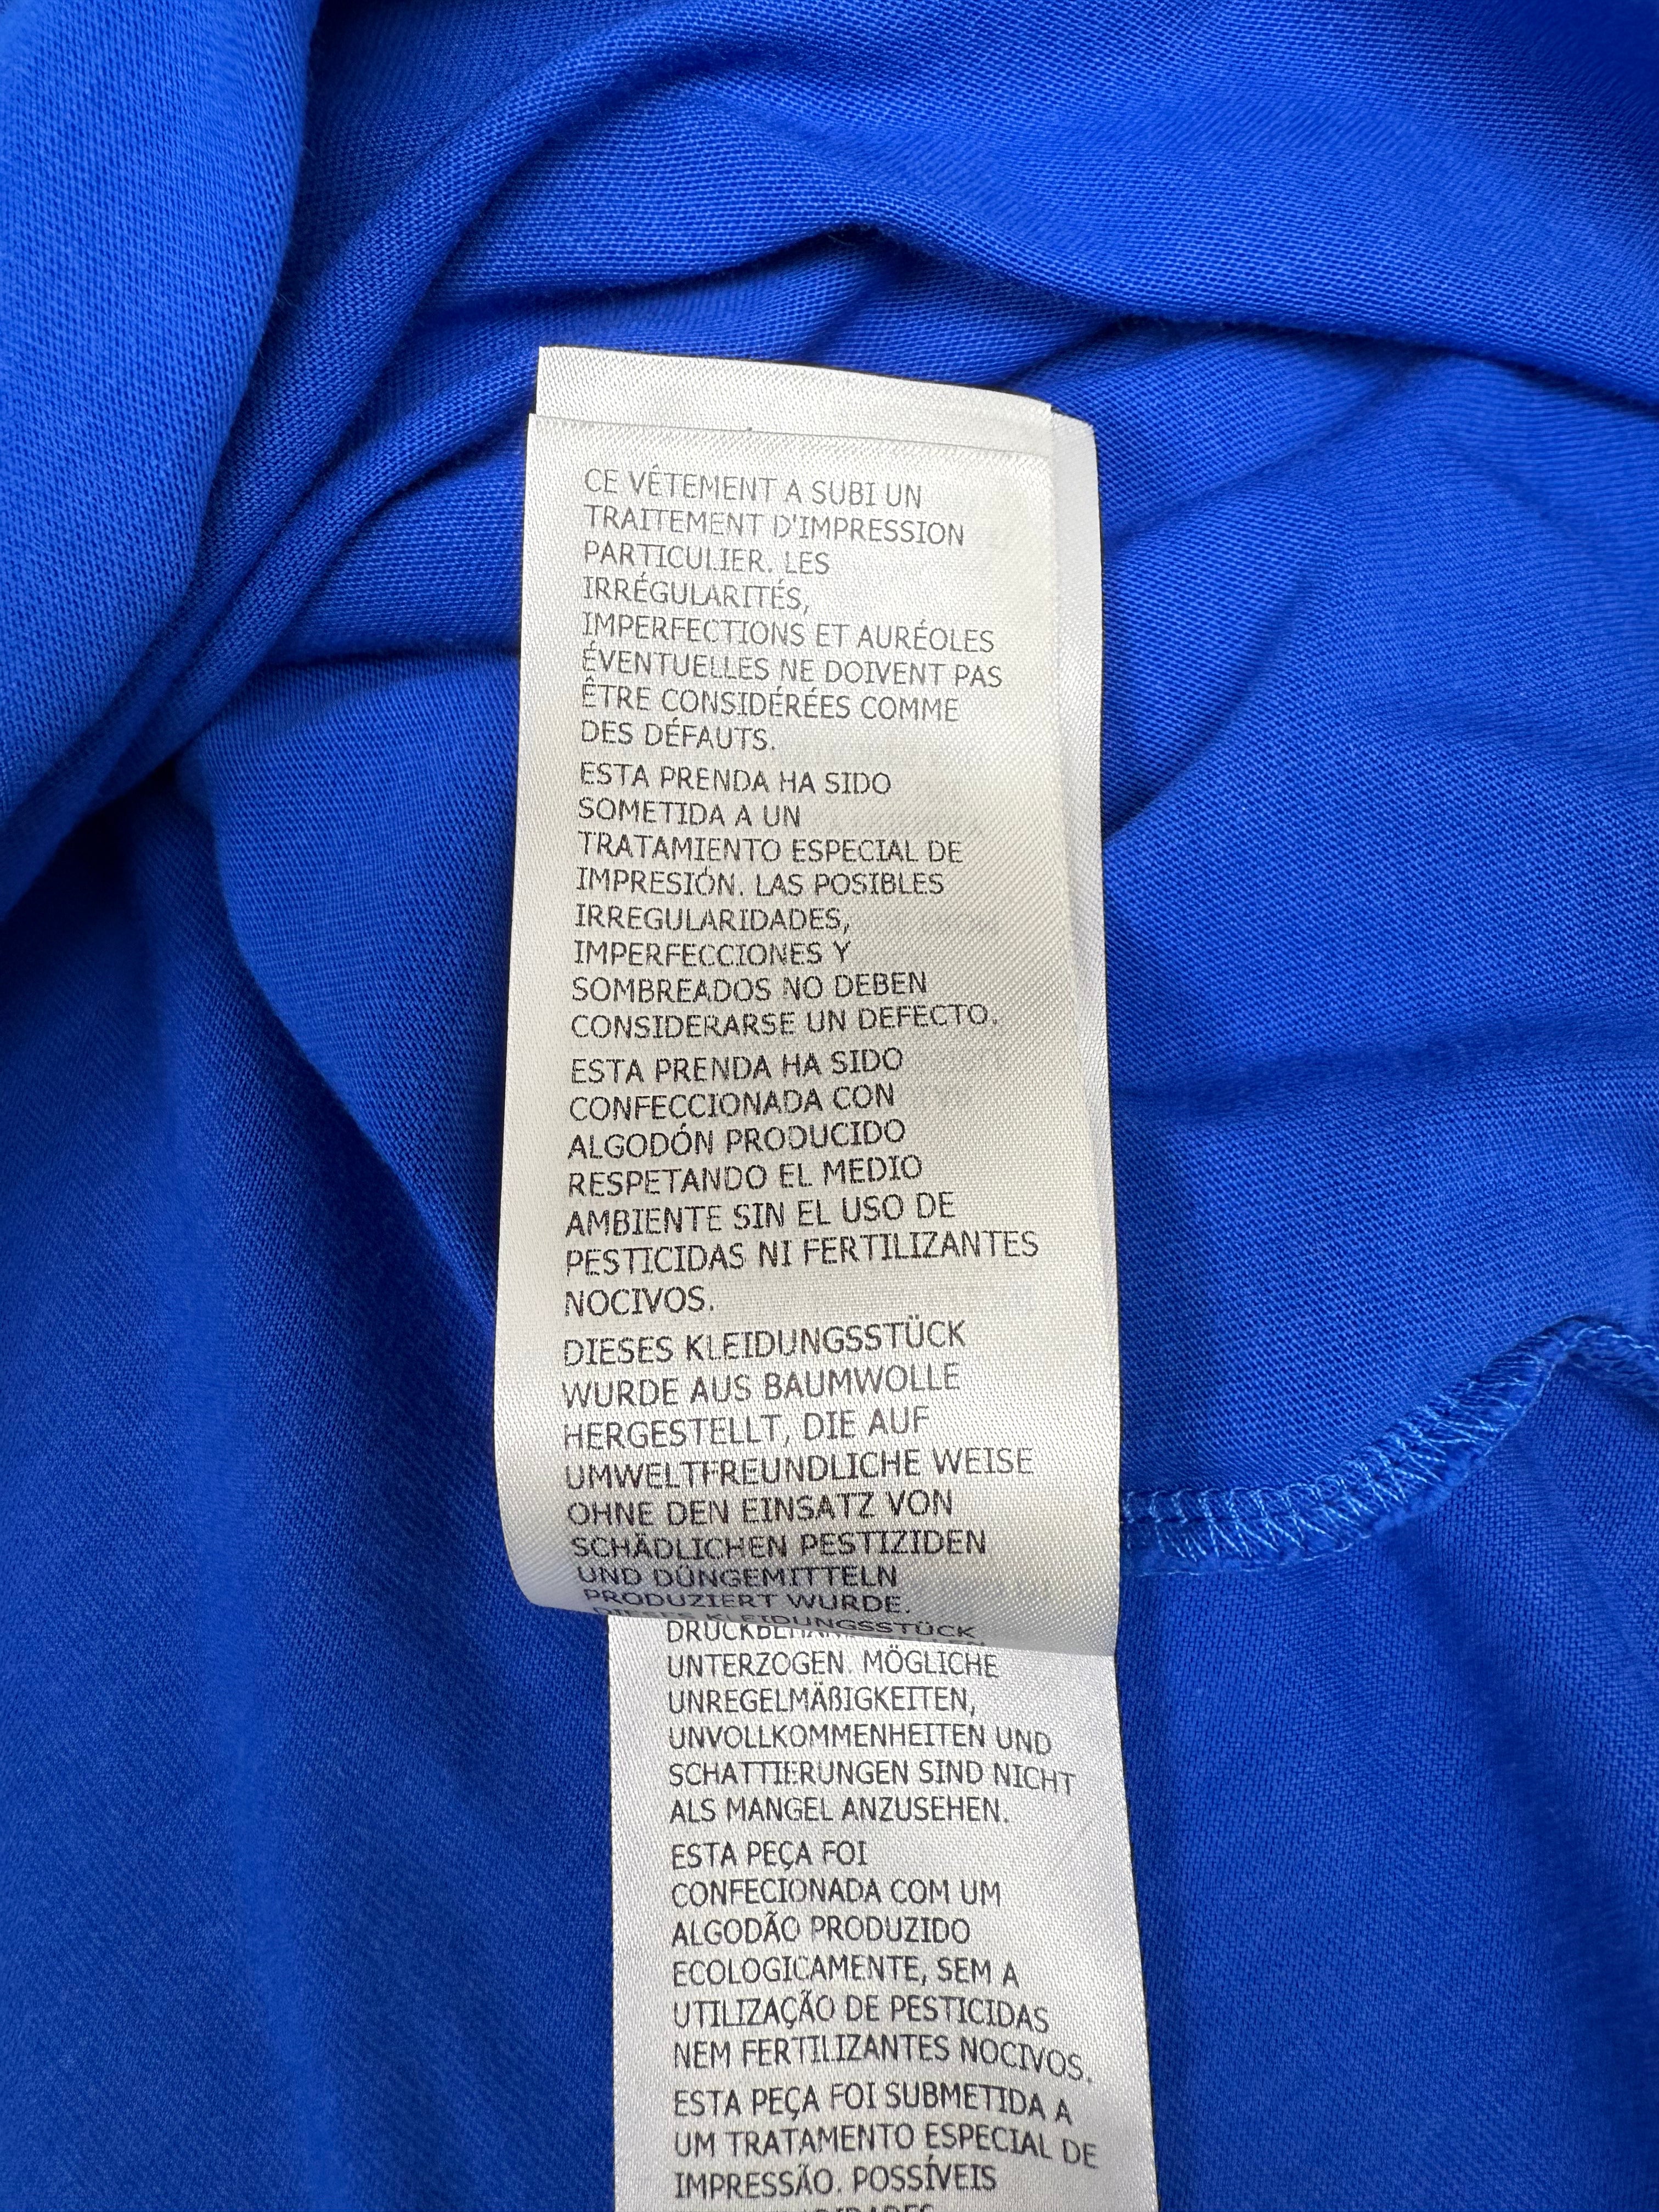 CE VÉTEMENT A SUBI UN
TRAITEMENT D'IMPRESSION
PARTICULIER. LES
IRRÉGULARITÉS,
IMPERFECTIONS ET AURÉOLES
ÉVENTUELLES NE DOIVENT PAS
ÊTRE CONSIDÉRÉES COMME
DES DÉFAUTS.
ESTA PRENDA HA SIDO
SOMETIDA A UN
TRATAMIENTO ESPECIAL DE
IMPRESIÓN. LAS POSIBLES
IRREGULARIDADES,
IMPERFECCIONES Y
SOMBREADOS NO DEBEN
CONSIDERARSE UN DEFECTO.
ESTA PRENDA HA SIDO
CONFECCIONADA CON
ALGODÓN PRODUCIDO
RESPETANDO EL MEDIO
AMBIENTE SIN EL USO DE
PESTICIDAS NI FERTILIZANTES
NOCIVOS.
DIESES KLEIDUNGSSTÜCK
WURDE AUS BAUMWOLLE
HERGESTELLT, DIE AUF
UMWELTFREUNDLICHE WEISE
OHNE DEN EINSATZ VON
SCHÄDLICHEN PESTIZIDEN
UND DÜNGEMITTELN
PRODUZIERT WURDE.
DIESES KLEIDUNGSSTÜCK
UNTERZOGEN. MÖGLICHE
UNREGELMÄßIGKEITEN,
UNVOLLKOMMENHEITEN UND
SCHATTIERUNGEN SIND NICHT
ALS MANGEL ANZUSEHEN.
ESTA PEÇA FOI
CONFECIONADA COM UM
ALGODÃO PRODUZIDO
ECOLOGICAMENTE, SEM A
UTILIZAÇÃO DE PESTICIDAS
NEM FERTILIZANTES NOCIVOS.
ESTA PEÇA FOI SUBMETIDA A
UM TRATAMENTO ESPECIAL DE
IMPRESSÃO. POSSÍVEIS